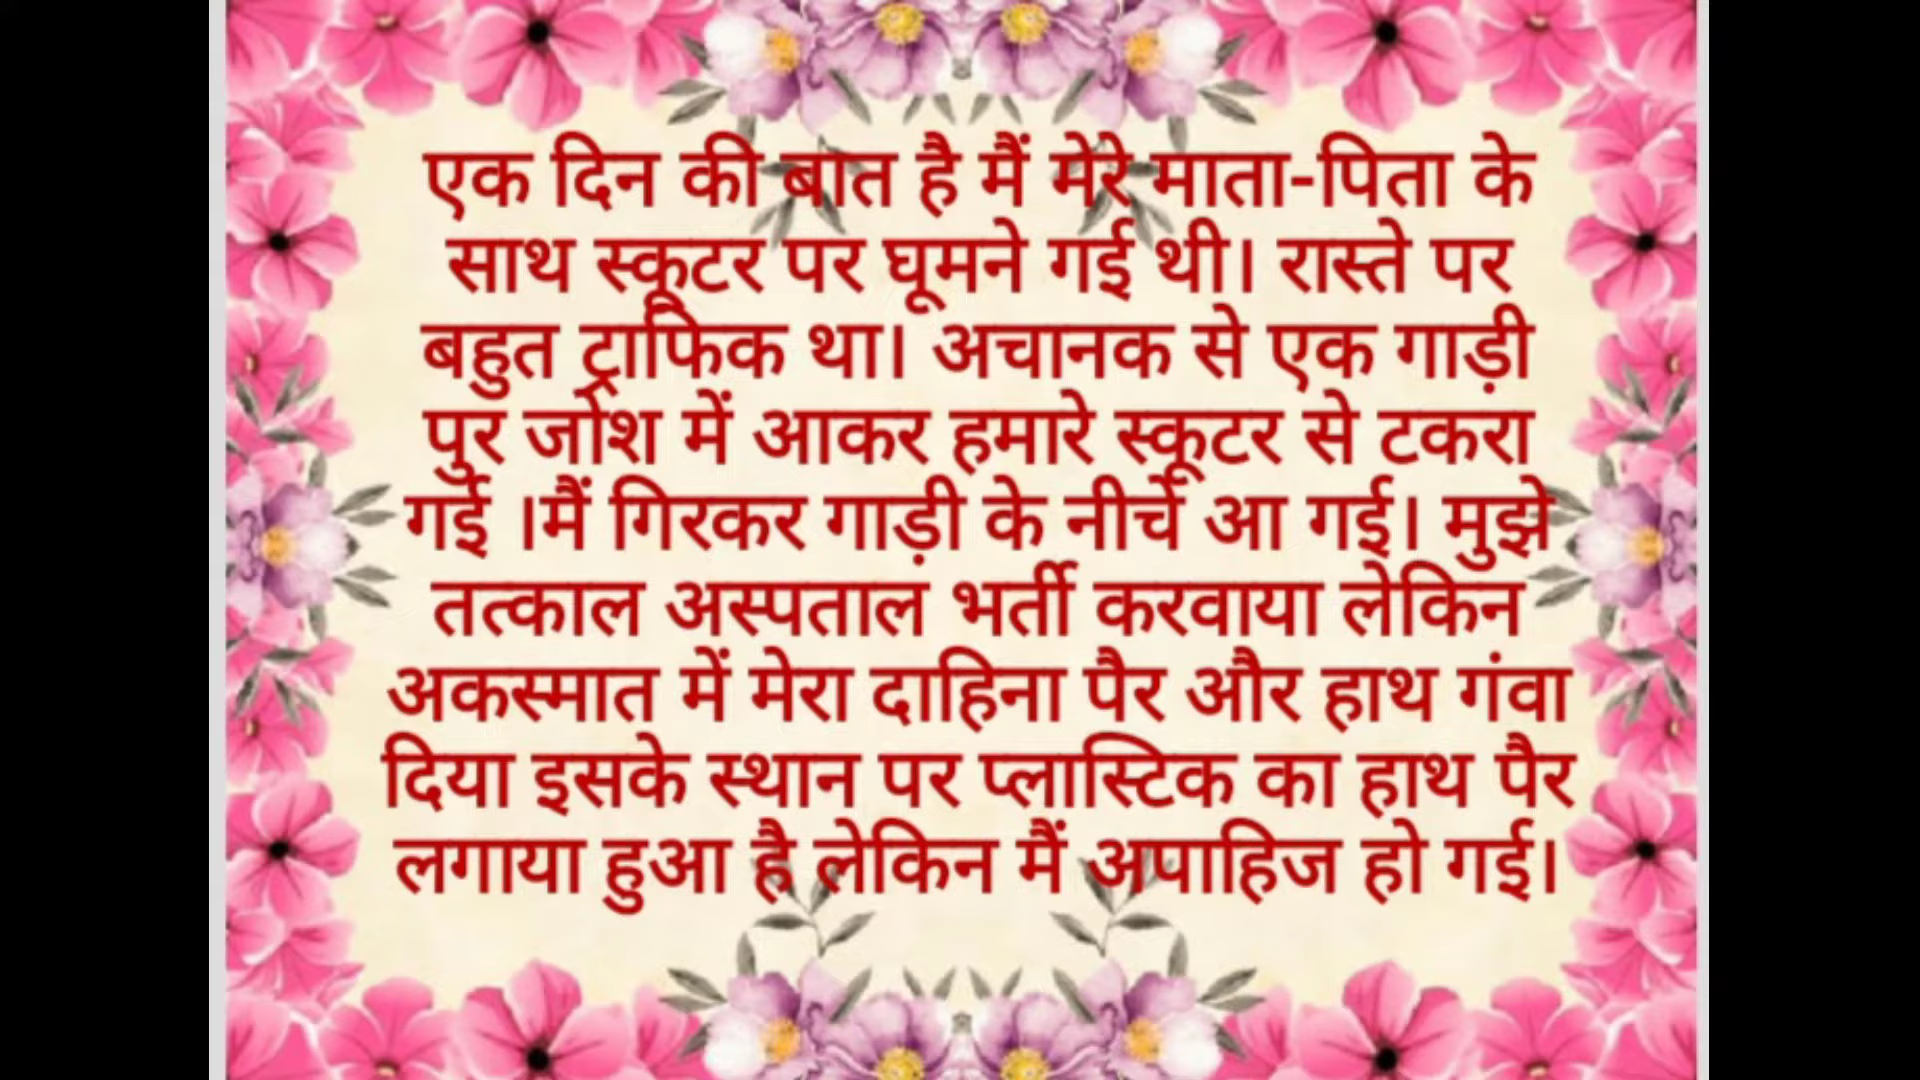 एक दिन की बात है मैं मेरे माता-पिता के
साथ स्कूटर पर घूमने गई थी। रास्ते पर
बहुत ट्राफिक था। अचानक से एक गाड़ी
पुर जोश में आकर हमारे स्कूटर से टकरा
गई ।मैं गिरकर गाड़ी के नीचे आ गई। मुझे
तत्काल अस्पताल भर्ती करवाया लेकिन
अकस्मात में मेरा दाहिना पैर और हाथ गंवा
दिया इसके स्थान पर प्लास्टिक का हाथ पैर
लगाया हुआ है लेकिन मैं अपाहिज हो गई।